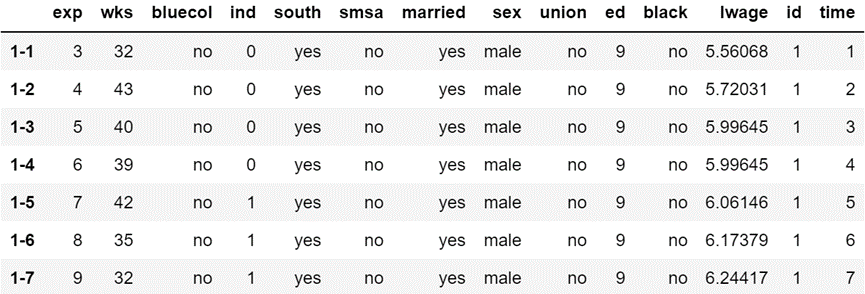 exp wks bluecol ind south smsa married sex union ed black lwage id time
1-1 3 32 no 0 yes no yes male no 9 no 5.56068 1 1
1-2 4 43 no 0 yes no yes male no 9 no 5.72031 1 2
1-3 5 40 no 0 yes no yes male no 9 no 5.99645 1 3
1-4 6 39 no 0 yes no yes male no 9 no 5.99645 1 4
1-5 7 42 no 1 yes no yes male no 9 no 6.06146 1 5
1-6 8 35 no 1 yes no yes male no 9 no 6.17379 1 6
1-7 9 32 no 1 yes no yes male no 9 no 6.24417 1 7